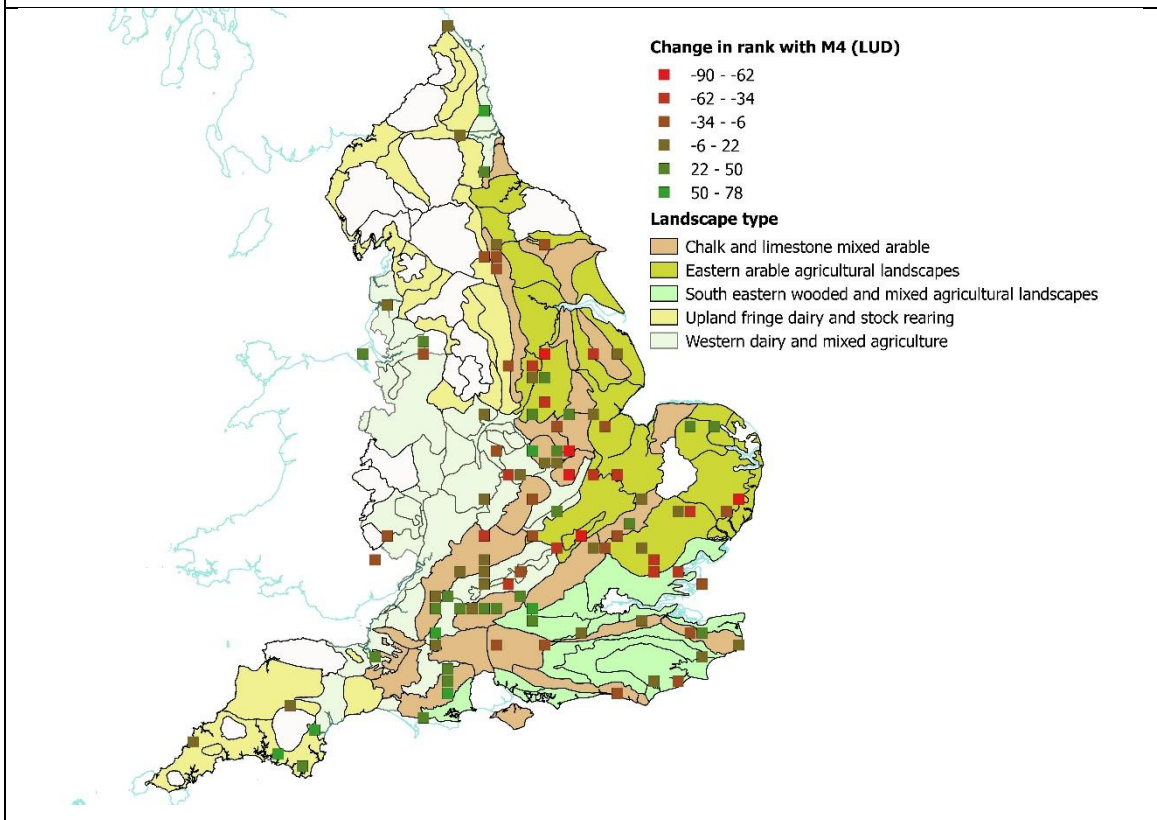 Change in rank with M4 (LUD)
-90 - -62
-62 - -34
-34 - -6
-6 - 22
22 - 50
50 - 78
Landscape type
Chalk and limestone mixed arable
Eastern arable agricultural landscapes
South eastern wooded and mixed agricultural landscapes
Upland fringe dairy and stock rearing
Western dairy and mixed agriculture